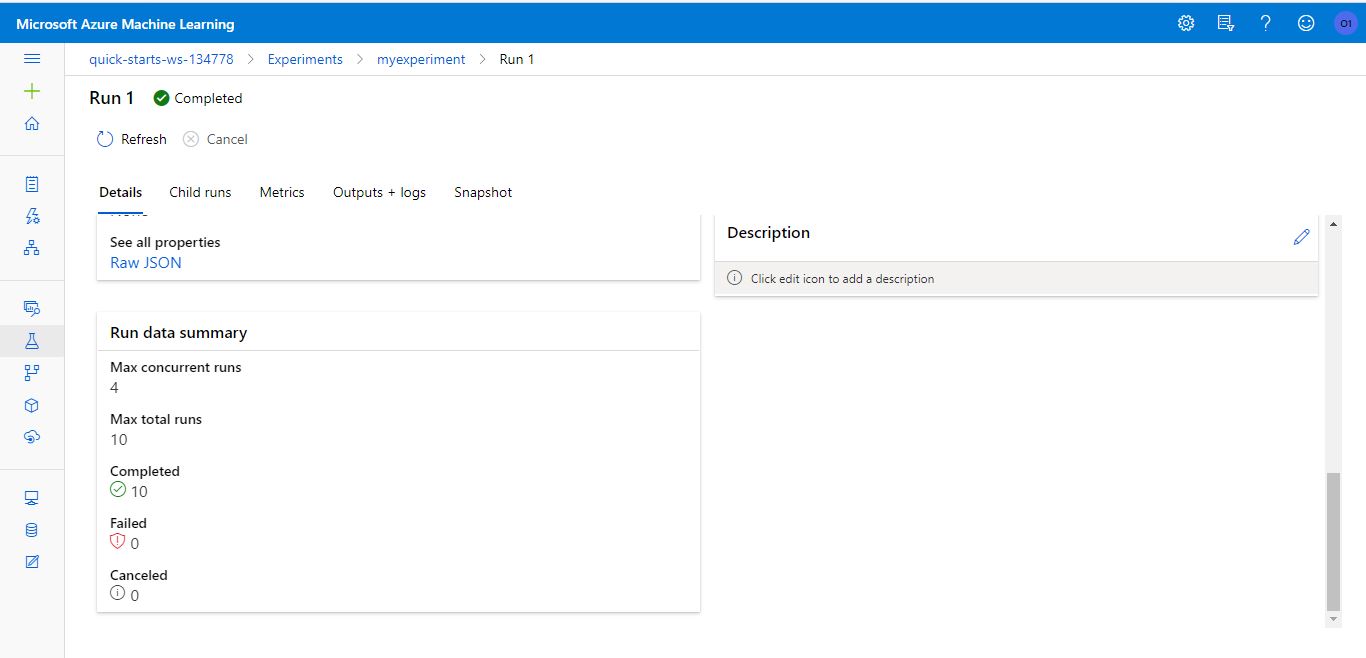 Microsoft Azure Machine Learning
O1
quick-starts-ws-134778 > Experiments > myexperiment > Run 1
Run 1 Completed
Refresh Cancel
Details Child runs Metrics Outputs + logs Snapshot
See all properties
Raw JSON
Description
Click edit icon to add a description
Run data summary
Max concurrent runs
4
Max total runs
10
Completed
10
Failed
0
Canceled
0